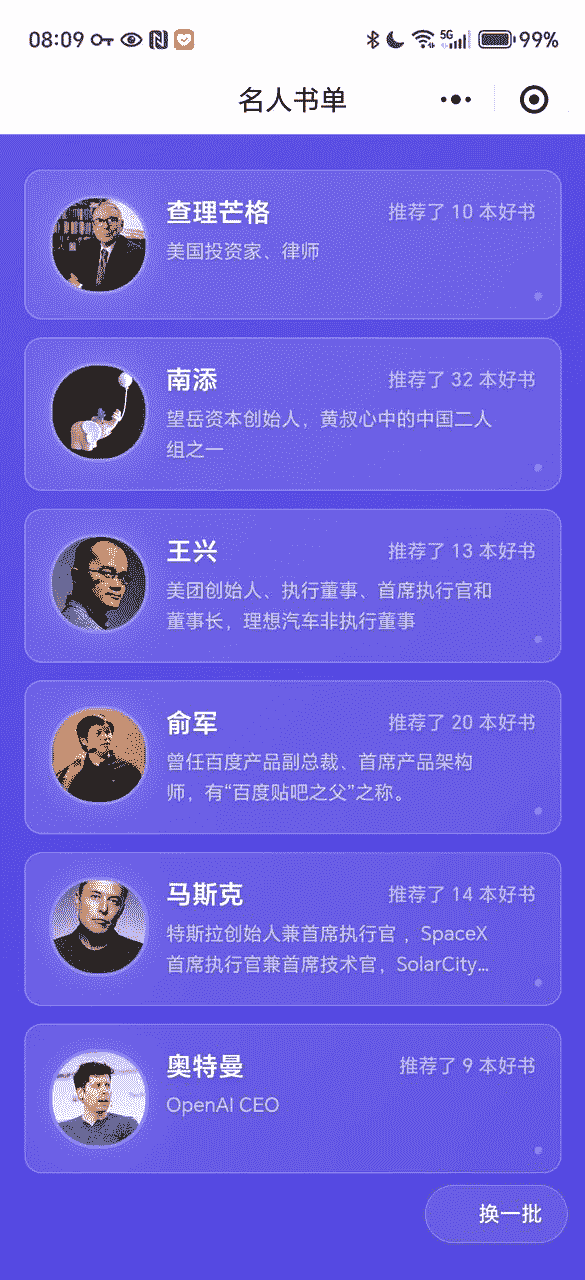 08:09
5G
99%
名人书单
查理芒格
推荐了 10 本好书
美国投资家、律师
南添
推荐了 32 本好书
望岳资本创始人，黄叔心中的中国二人
组之一
王兴
推荐了 13 本好书
美团创始人、执行董事、首席执行官和
董事长，理想汽车非执行董事
俞军
推荐了 20 本好书
曾任百度产品副总裁、首席产品架构
师，有“百度贴吧之父”之称。
马斯克
推荐了 14 本好书
特斯拉创始人兼首席执行官 ，SpaceX
首席执行官兼首席技术官，SolarCity...
奥特曼
推荐了 9 本好书
OpenAI CEO
换一批